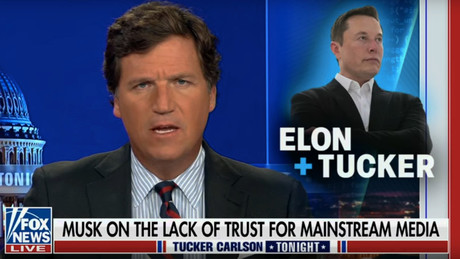 ELON
+ TUCKER
MUSK ON THE LACK OF TRUST FOR MAINSTREAM MEDIA
FOX
NEWS
LIVE
TUCKER CARLSON TONIGHT